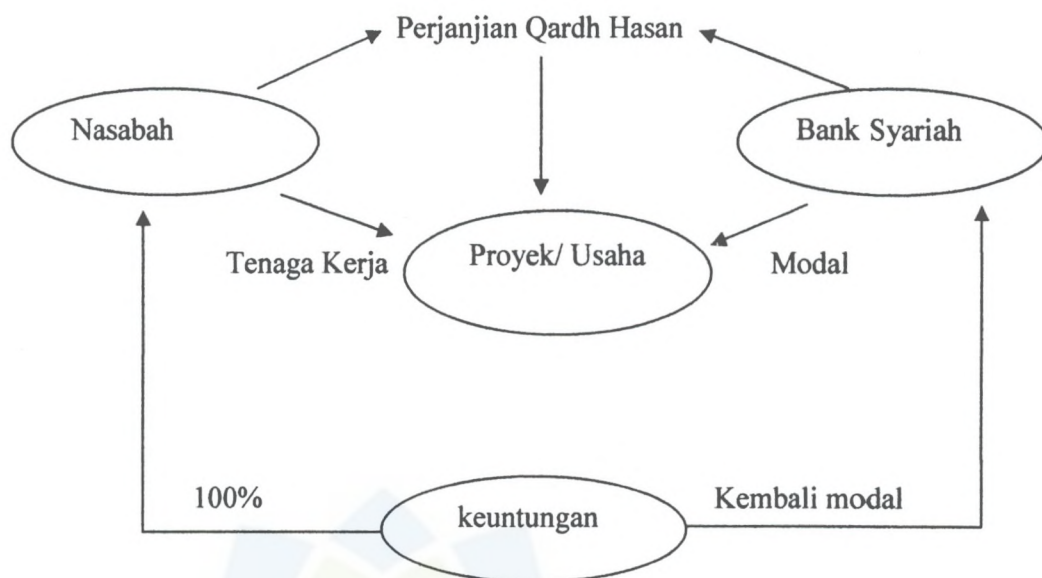 Perjanjian Qardh Hasan
Nasabah
Bank Syariah
Tenaga Kerja
Proyek/ Usaha
Modal
100%
keuntungan
Kembali modal